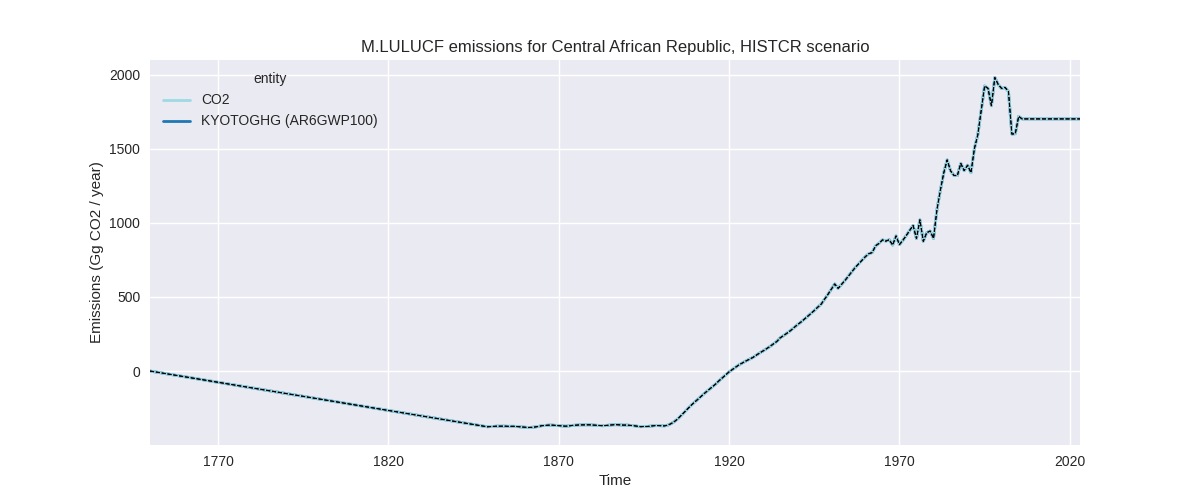 M.LULUCF emissions for Central African Republic, HISTCR scenario
entity
CO2
KYOTOGHG (AR6GWP100)
Emissions (Gg CO2 / year)
2000
1500
1000
500
0
1770
1820
1870
1920
1970
2020
Time